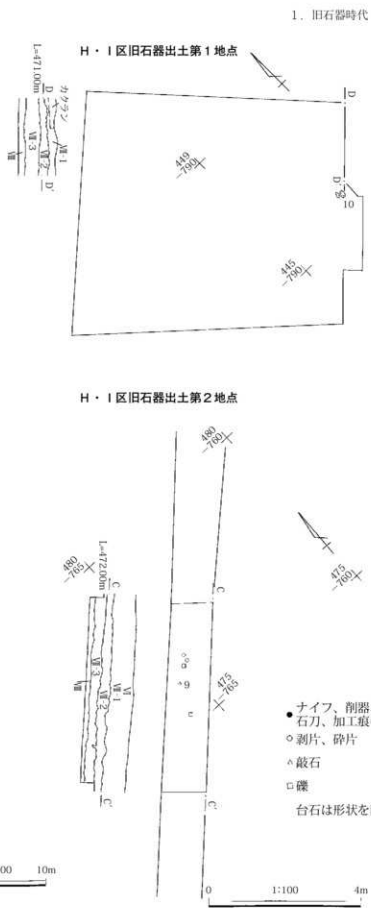 1. 旧石器時代
H・I区旧石器出土第1地点
L=471.00m
カクラン
D
D'
Ⅶ-1
Ⅶ-2
Ⅶ-3
Ⅷ
D
D'
10
449
-790
445
-790
H・I区旧石器出土第2地点
480
-760
475
-760
480
-765
L=472.00m
C
C'
Ⅵ
Ⅶ-1
Ⅶ-2
Ⅶ-3
Ⅷ
C
C'
9
475
-765
● ナイフ、削器
石刀、加工痕
○ 剥片、砕片
△ 敲石
□ 礫
台石は形状を
00 10m
0 1:100 4m